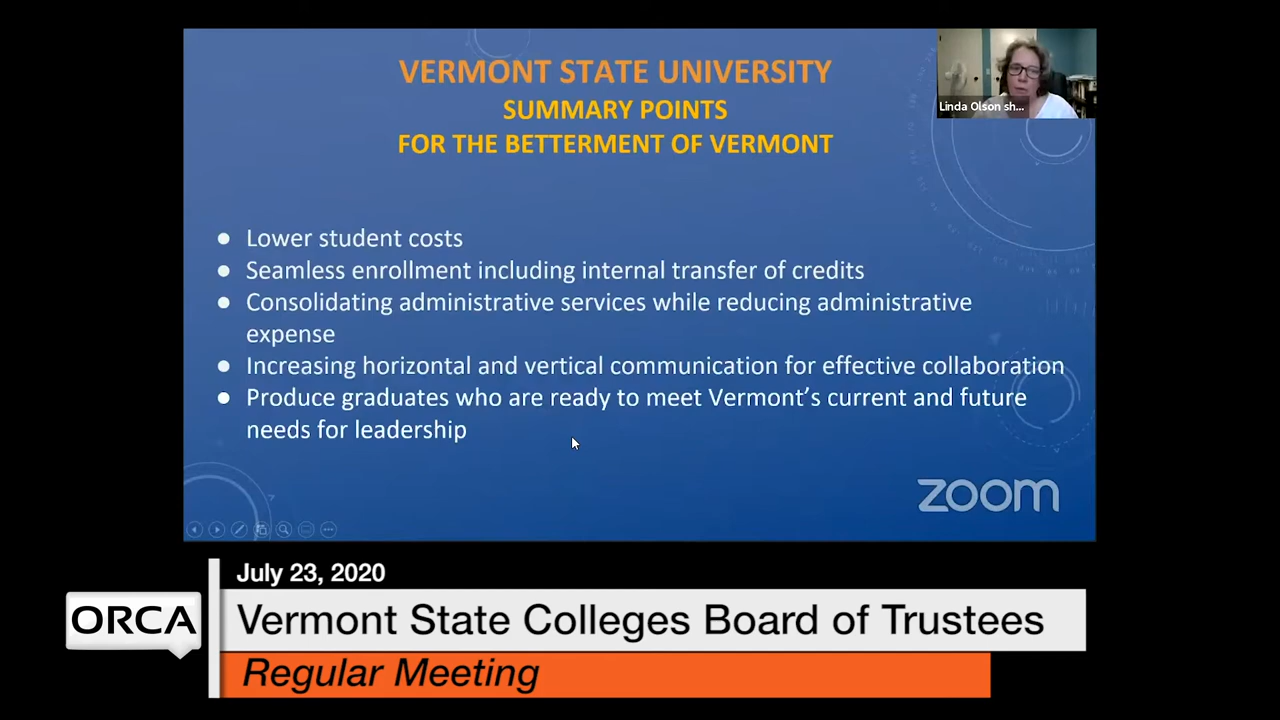 VERMONT STATE UNIVERSITY
SUMMARY POINTS
FOR THE BETTERMENT OF VERMONT
Linda Olson sh...
● Lower student costs
● Seamless enrollment including internal transfer of credits
● Consolidating administrative services while reducing administrative
expense
● Increasing horizontal and vertical communication for effective collaboration
● Produce graduates who are ready to meet Vermont’s current and future
needs for leadership
zoom
July 23, 2020
ORCA
Vermont State Colleges Board of Trustees
Regular Meeting